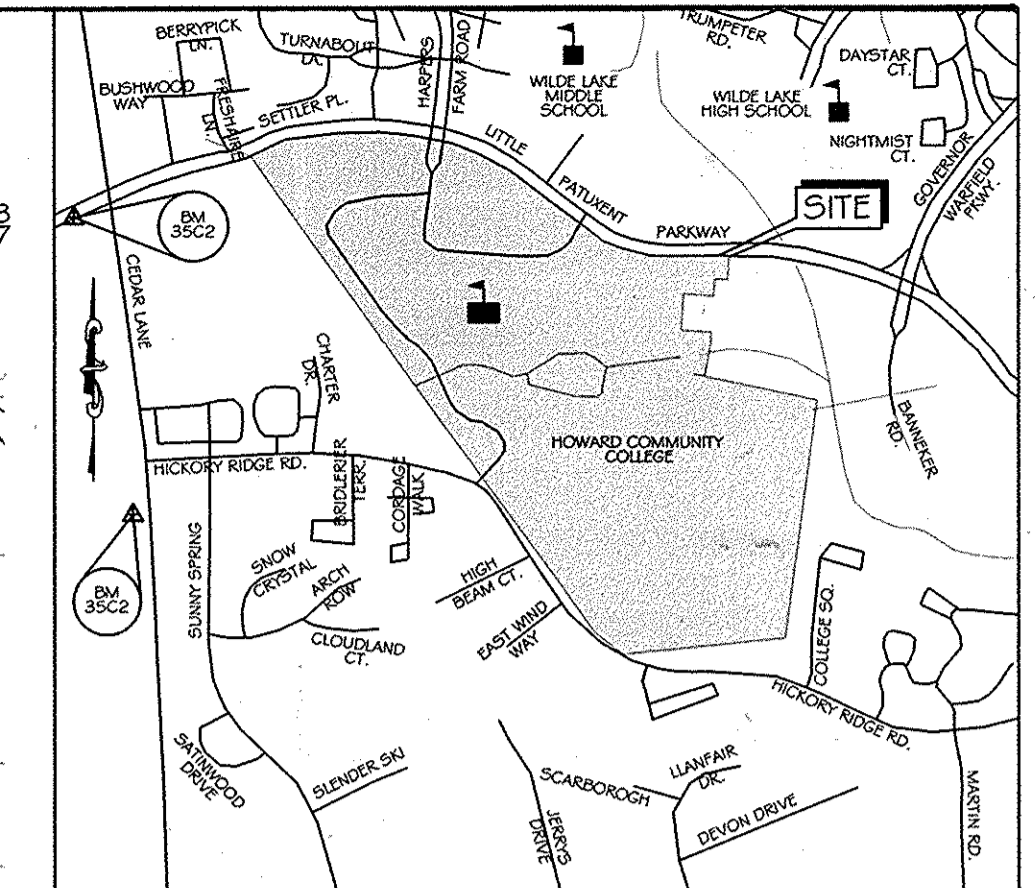 BERRYPICK
LN.
TURNABOUT
LN.
HARPERS
FARM ROAD
TRUMPETER
RD.
DAYSTAR
CT.
BUSHWOOD
WAY
FRESHAIRE
LN.
SETTLER PL.
WILDE LAKE
MIDDLE
SCHOOL
WILDE LAKE
HIGH SCHOOL
NIGHTMIST
CT.
GOVERNOR
WARFIELD
PKWY.
LITTLE
PATUXENT
PARKWAY
SITE
BM
35C2
CEDAR LANE
CHARTER
DR.
HOWARD COMMUNITY
COLLEGE
BANNEKER
RD.
HICKORY RIDGE RD.
BRIDLERIER
TERR.
CORDAGE
WALK
BM
35C2
SUNNY SPRING
SNOW
CRYSTAL
ARCH
ROW
CLOUDLAND
CT.
HIGH
BEAM CT.
EAST WIND
WAY
COLLEGE SQ.
HICKORY RIDGE RD.
SATINWOOD
DRIVE
SLENDER SKI
SCARBOROGH
JERRYS
DRIVE
LLANFAIR
DR.
DEVON DRIVE
MARTIN RD.